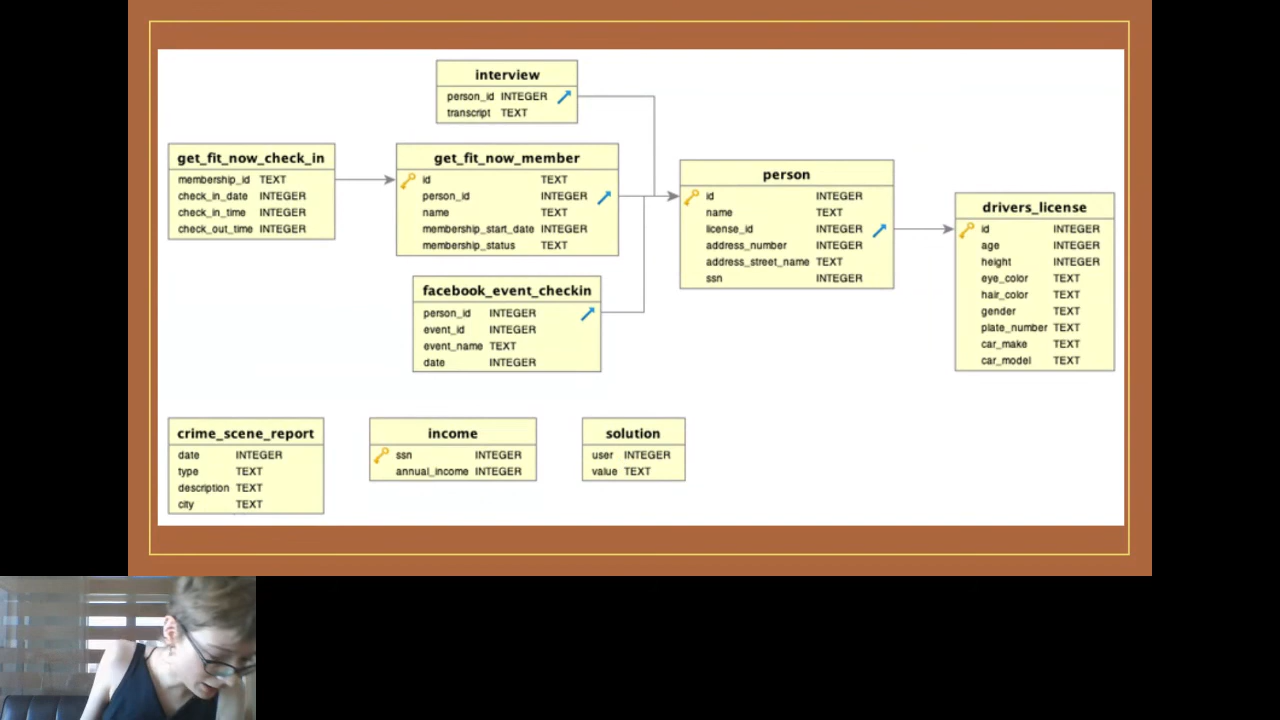 interview
person_id INTEGER
transcript TEXT
get_fit_now_check_in
membership_id TEXT
check_in_date INTEGER
check_in_time INTEGER
check_out_time INTEGER
get_fit_now_member
id TEXT
person_id INTEGER
name TEXT
membership_start_date INTEGER
membership_status TEXT
facebook_event_checkin
person_id INTEGER
event_id INTEGER
event_name TEXT
date INTEGER
person
id INTEGER
name TEXT
license_id INTEGER
address_number INTEGER
address_street_name TEXT
ssn INTEGER
drivers_license
id INTEGER
age INTEGER
height INTEGER
eye_color TEXT
hair_color TEXT
gender TEXT
plate_number TEXT
car_make TEXT
car_model TEXT
crime_scene_report
date INTEGER
type TEXT
description TEXT
city TEXT
income
ssn INTEGER
annual_income INTEGER
solution
user INTEGER
value TEXT